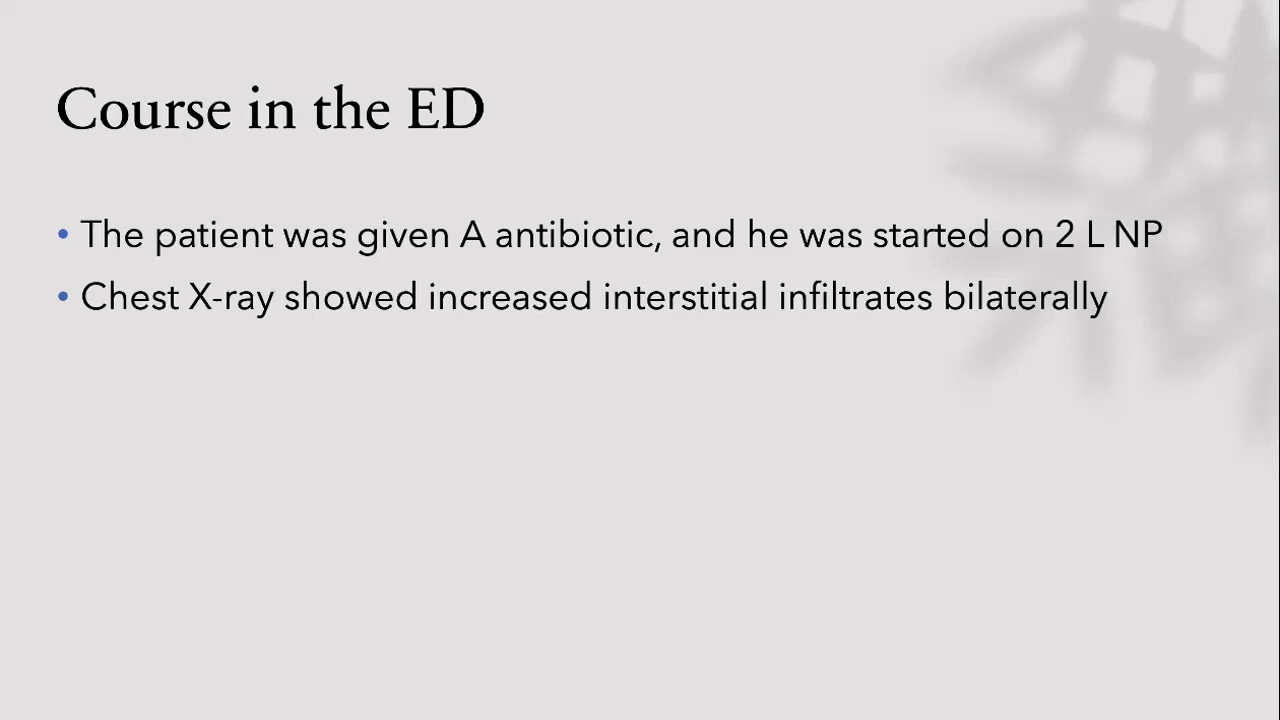 Course in the ED
• The patient was given A antibiotic, and he was started on 2 L NP
• Chest X-ray showed increased interstitial infiltrates bilaterally